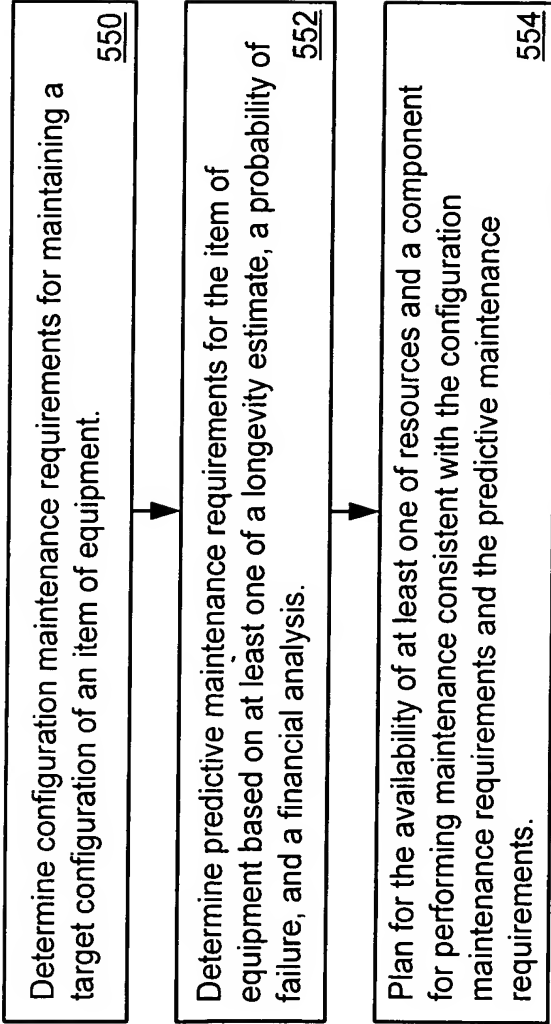 Determine configuration maintenance requirements for maintaining a
target configuration of an item of equipment.
550
Determine predictive maintenance requirements for the item of
equipment based on at least one of a longevity estimate, a probability of
failure, and a financial analysis.
552
Plan for the availability of at least one of resources and a component
for performing maintenance consistent with the configuration
maintenance requirements and the predictive maintenance
requirements.
554